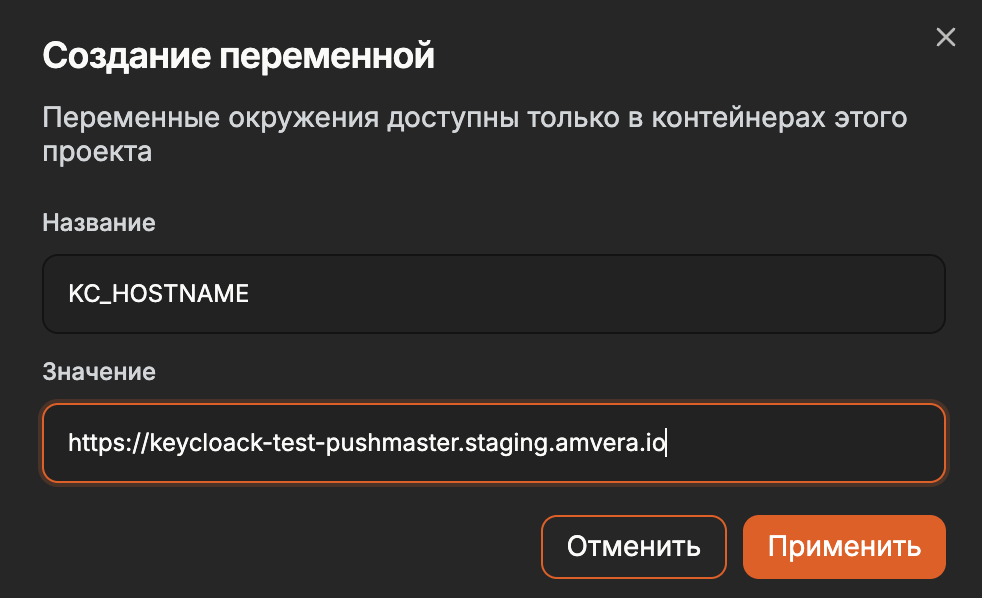 Создание переменной
Переменные окружения доступны только в контейнерах этого
проекта
Название
KC_HOSTNAME
Значение
https://keycloack-test-pushmaster.staging.amvera.io
Отменить
Применить